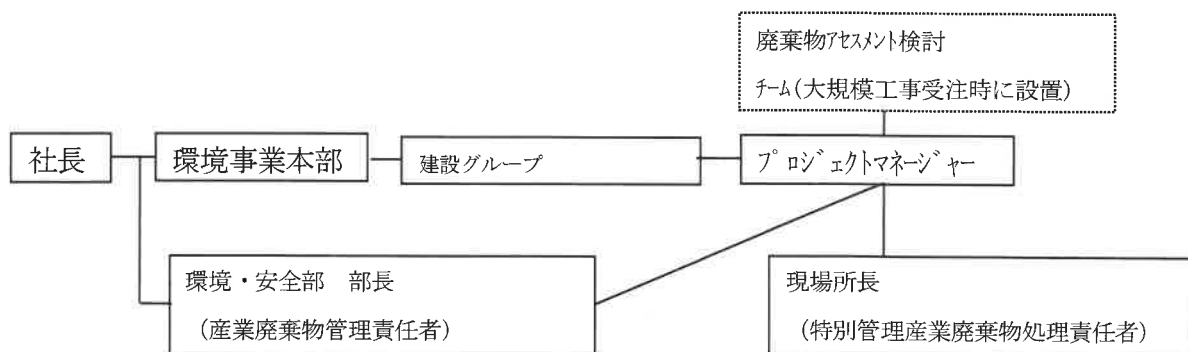 廃棄物アセスメント検討
チーム(大規模工事受注時に設置)
社長
環境事業本部
建設グループ
プロジェクトマネージャー
環境・安全部　部長
(産業廃棄物管理責任者)
現場所長
(特別管理産業廃棄物処理責任者)